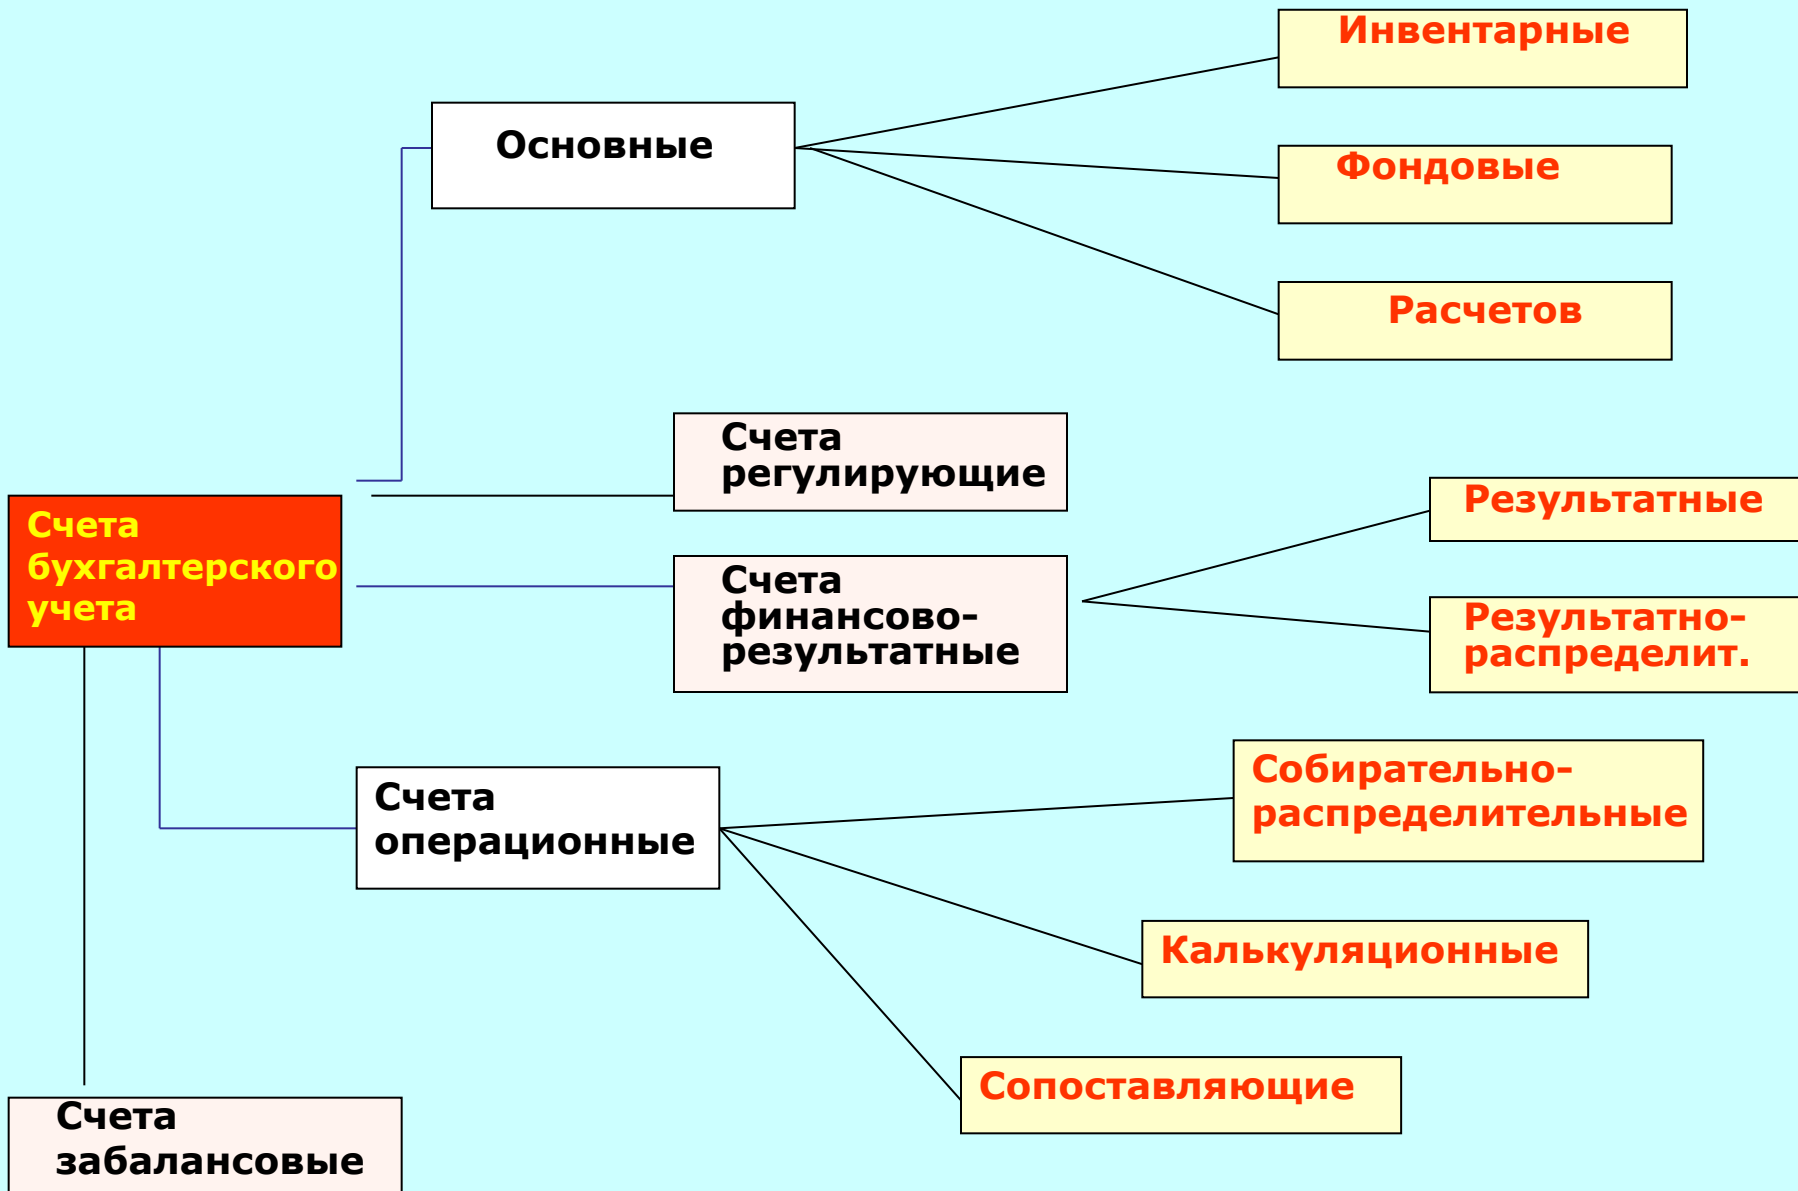 Инвентарные
Основные
Фондовые
Расчетов
Счета
регулирующие
Результатные
Счета
бухгалтерского
учета
Счета
финансово-
результатные
Результатно-
распределит.
Собирательно-
распределительные
Счета
операционные
Калькуляционные
Сопоставляющие
Счета
забалансовые